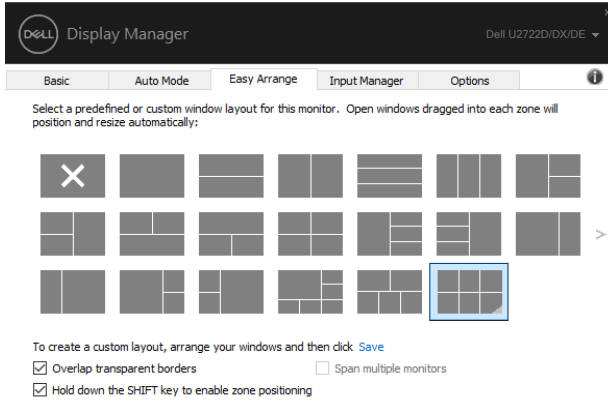 DELL Display Manager
Dell U2722D/DX/DE
Basic Auto Mode Easy Arrange Input Manager Options
Select a predefined or custom window layout for this monitor. Open windows dragged into each zone will
position and resize automatically:
To create a custom layout, arrange your windows and then click Save
Overlap transparent borders
Span multiple monitors
Hold down the SHIFT key to enable zone positioning